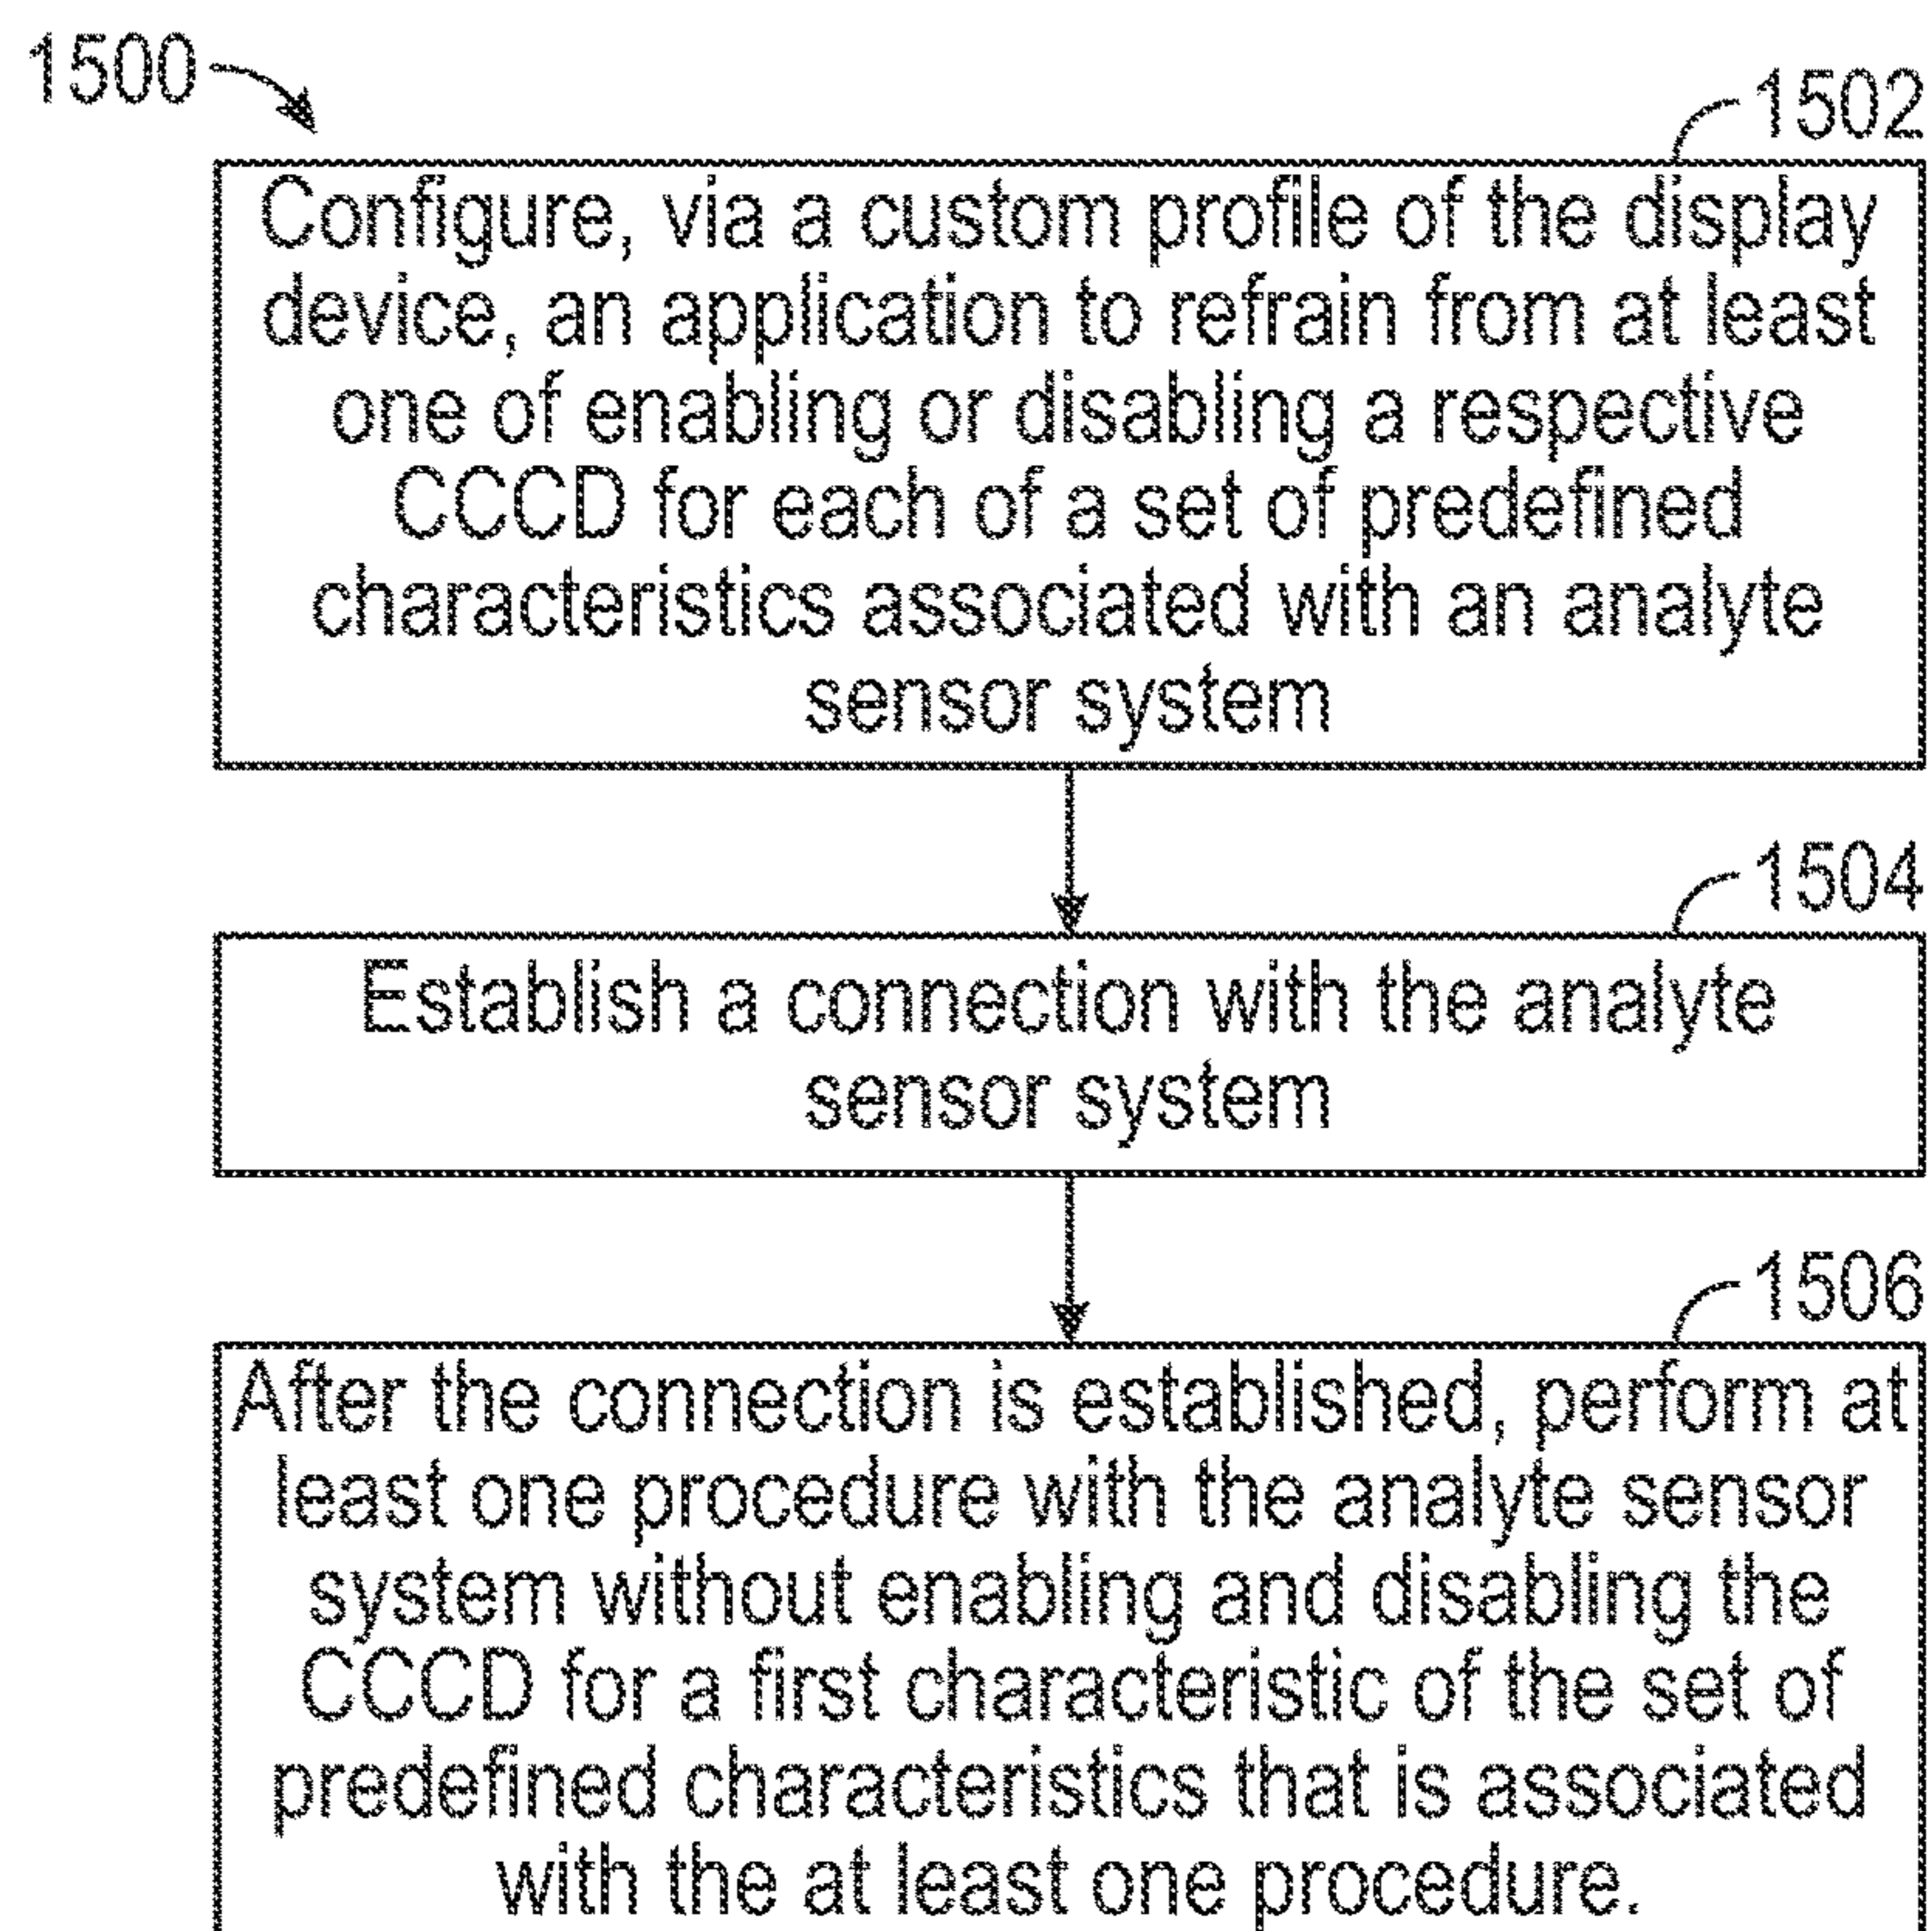 1500
1502
Configure, via a custom profile of the display
device, an application to refrain from at least
one of enabling or disabling a respective
CCCD for each of a set of predefined
characteristics associated with an analyte
sensor system
1504
Establish a connection with the analyte
sensor system
1506
After the connection is established, perform at
least one procedure with the analyte sensor
system without enabling and disabling the
CCCD for a first characteristic of the set of
predefined characteristics that is associated
with the at least one procedure.